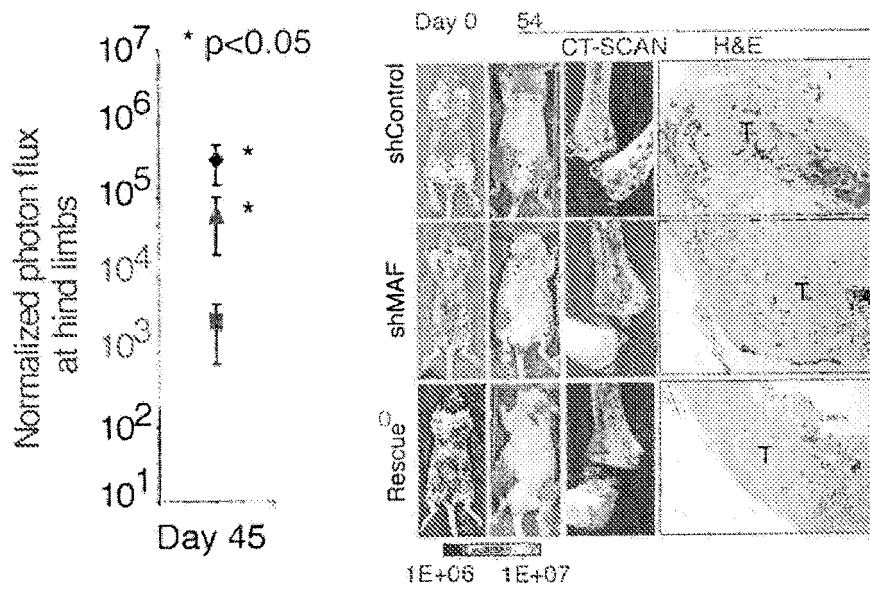 * p<0.05
10^7
10^6
10^5
10^4
10^3
10^2
10^1
*
*
Normalized photon flux
at hind limbs
Day 45
Day 0 54
CT-SCAN H&E
shControl
T
shMAF
T
Rescue
0
T
1E+06 1E+07